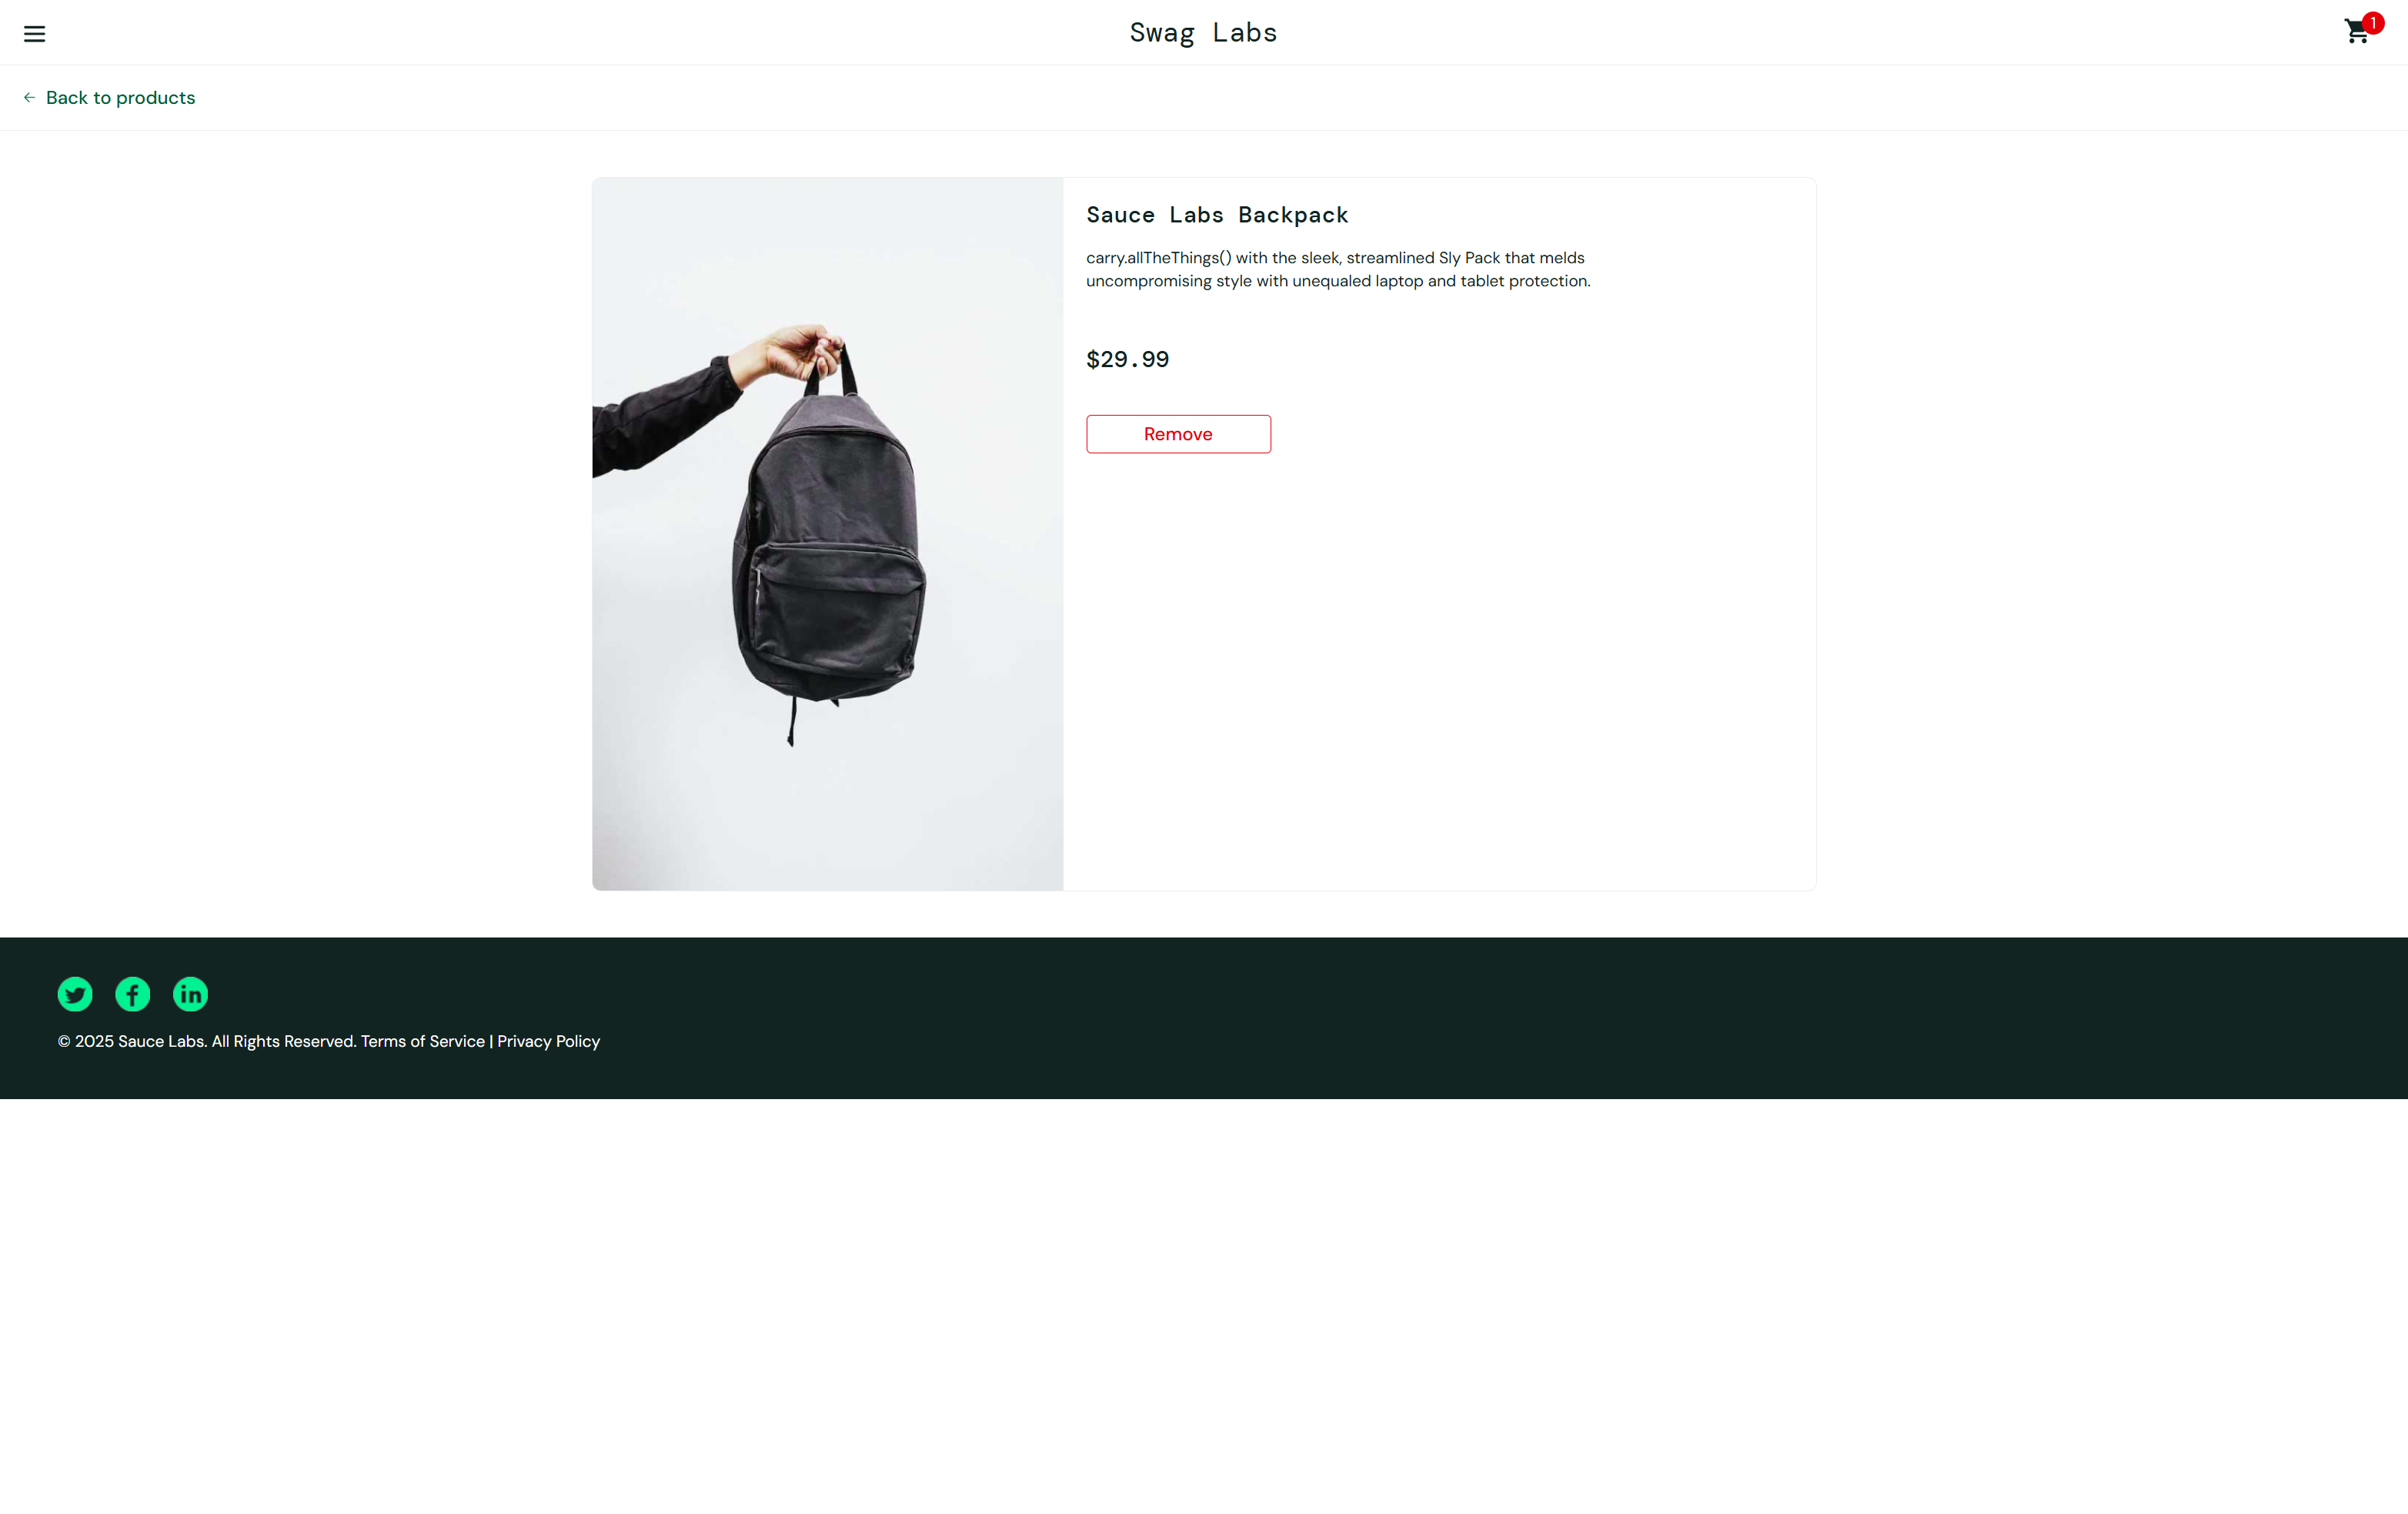 Swag Labs
1
Back to products
Sauce Labs Backpack
carry.allTheThings() with the sleek, streamlined Sly Pack that melds
uncompromising style with unequaled laptop and tablet protection.
$29.99
Remove
© 2025 Sauce Labs. All Rights Reserved. Terms of Service | Privacy Policy